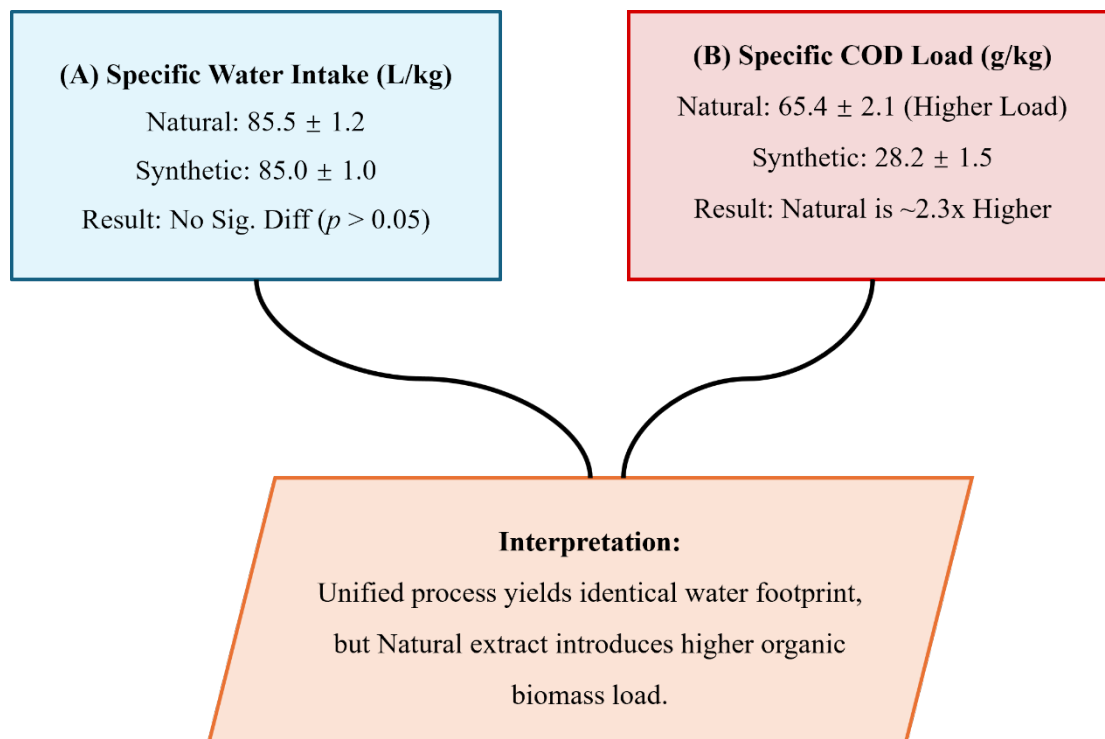 (A) Specific Water Intake (L/kg)
Natural: 85.5 ± 1.2
Synthetic: 85.0 ± 1.0
Result: No Sig. Diff (p > 0.05)
(B) Specific COD Load (g/kg)
Natural: 65.4 ± 2.1 (Higher Load)
Synthetic: 28.2 ± 1.5
Result: Natural is ~2.3x Higher
Interpretation:
Unified process yields identical water footprint,
but Natural extract introduces higher organic
biomass load.